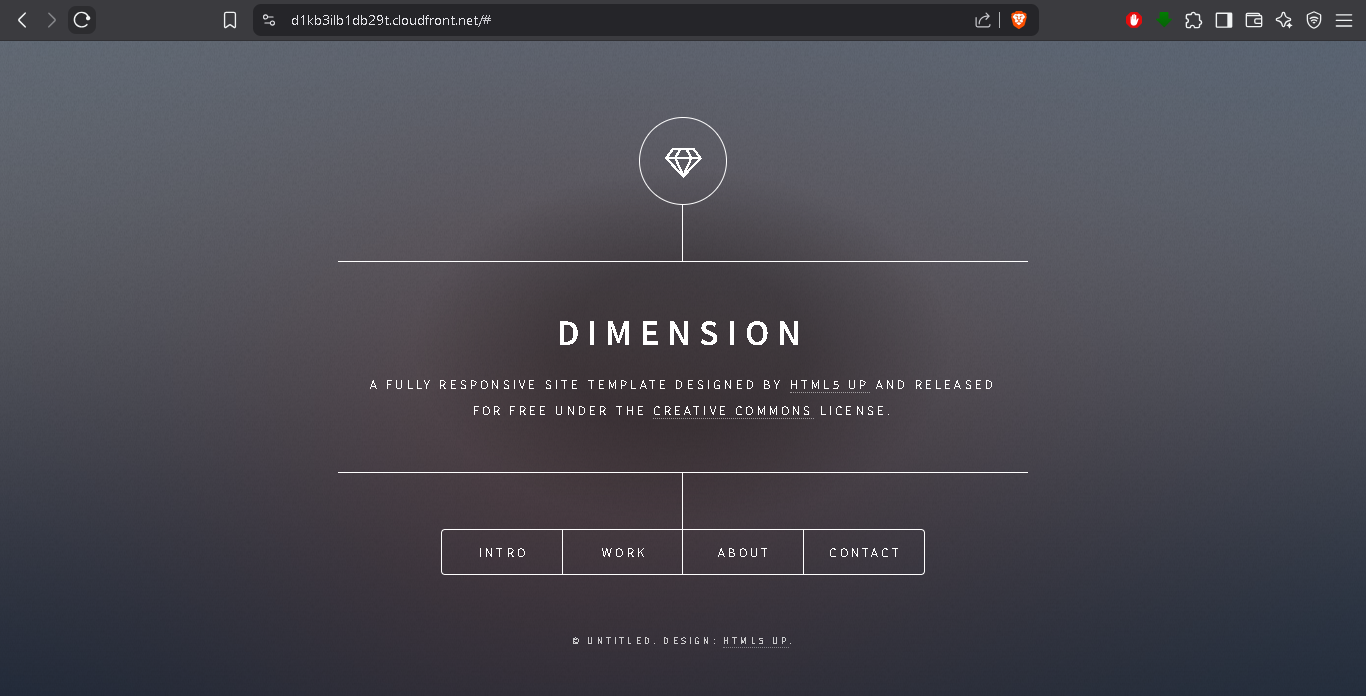 d1kb3ilb1db29t.cloudfront.net/#
DIMENSION
A FULLY RESPONSIVE SITE TEMPLATE DESIGNED BY HTML5 UP AND RELEASED
FOR FREE UNDER THE CREATIVE COMMONS LICENSE.
INTRO WORK ABOUT CONTACT
© UNTITLED. DESIGN: HTML5 UP.